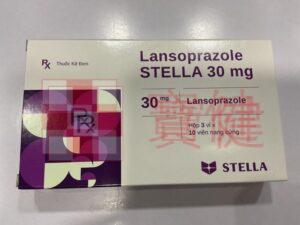 Rx Thuốc Kê Đơn
Lansoprazole
STELLA 30 mg
30 mg Lansoprazole
Hộp 3 vỉ x
10 viên nang cứng
Rx
STELLA